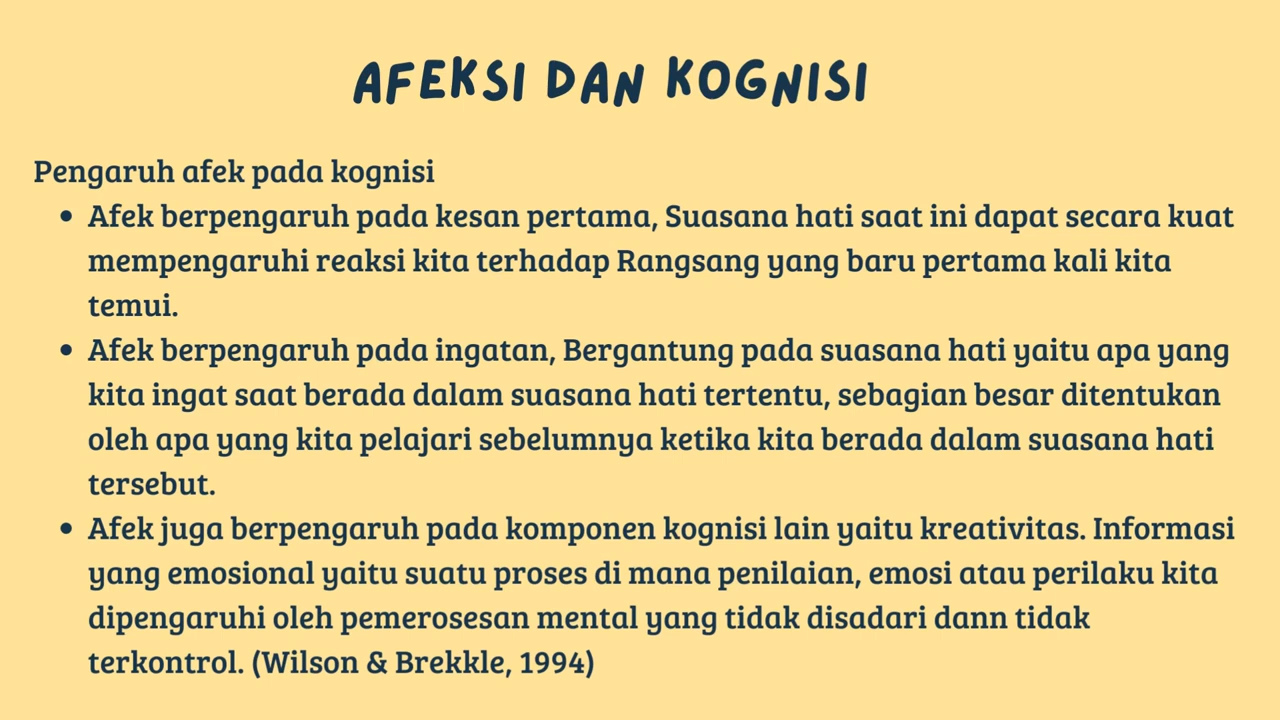 AFEKSI DAN KOGNISI
Pengaruh afek pada kognisi
• Afek berpengaruh pada kesan pertama, Suasana hati saat ini dapat secara kuat
mempengaruhi reaksi kita terhadap Rangsang yang baru pertama kali kita
temui.
• Afek berpengaruh pada ingatan, Bergantung pada suasana hati yaitu apa yang
kita ingat saat berada dalam suasana hati tertentu, sebagian besar ditentukan
oleh apa yang kita pelajari sebelumnya ketika kita berada dalam suasana hati
tersebut.
• Afek juga berpengaruh pada komponen kognisi lain yaitu kreativitas. Informasi
yang emosional yaitu suatu proses di mana penilaian, emosi atau perilaku kita
dipengaruhi oleh pemerosesan mental yang tidak disadari dann tidak
terkontrol. (Wilson & Brekkle, 1994)